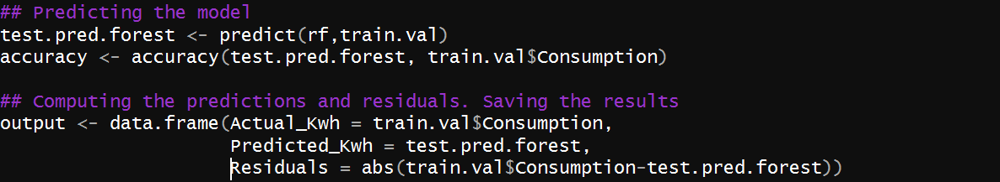 ## Predicting the model
test.pred.forest <- predict(rf,train.val)
accuracy <- accuracy(test.pred.forest, train.val$Consumption)
## Computing the predictions and residuals. Saving the results
output <- data.frame(Actual_Kwh = train.val$Consumption,
Predicted_Kwh = test.pred.forest,
Residuals = abs(train.val$Consumption-test.pred.forest))